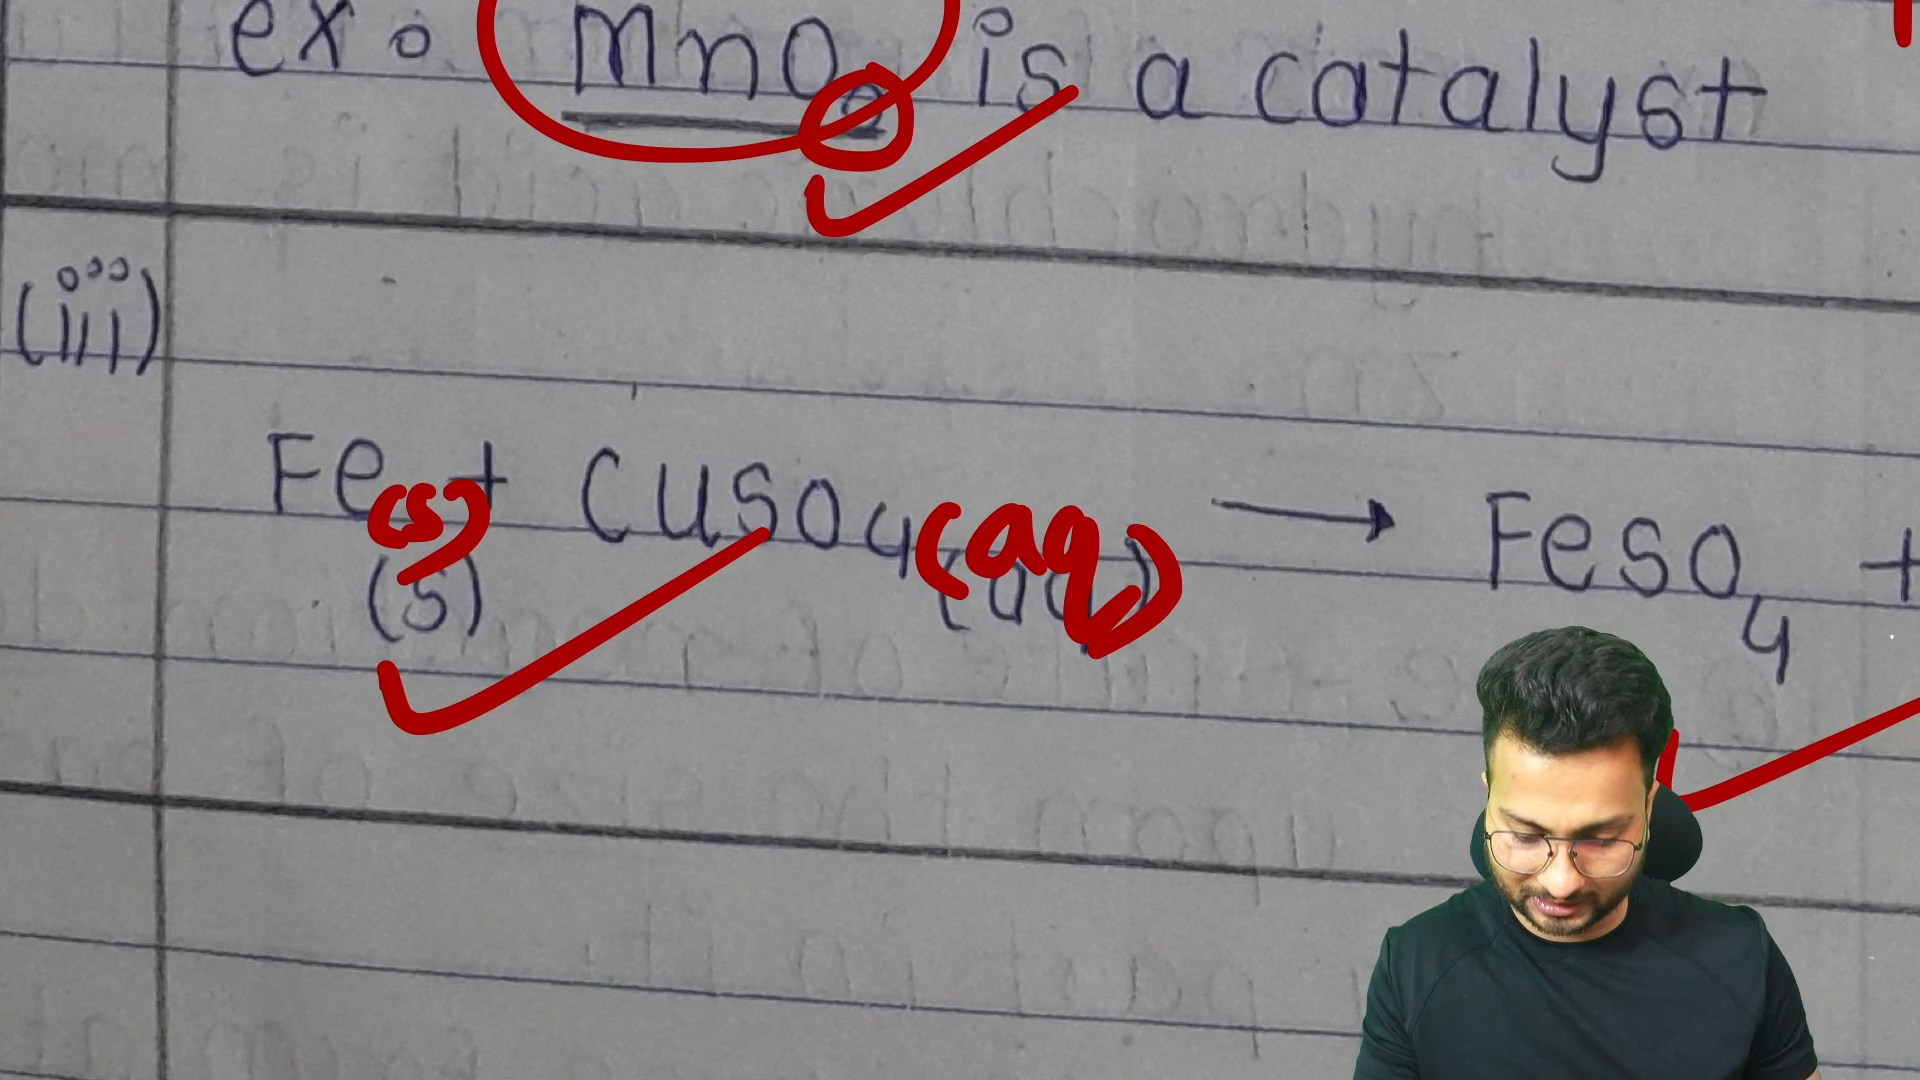 ex. MnO₂ is a catalyst
(iii)
Fe(s) + CuSO₄(aq) → FeSO₄ +
(s) (aq)